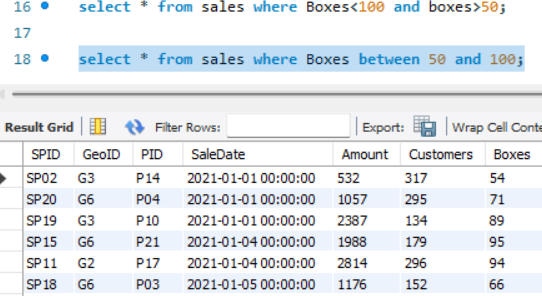 16 select * from sales where Boxes<100 and boxes>50;
17
18 select * from sales where Boxes between 50 and 100;
Result Grid Filter Rows: Export: Wrap Cell Conte
SPID GeoID PID SaleDate Amount Customers Boxes
SP02 G3 P14 2021-01-01 00:00:00 532 317 54
SP20 G6 P04 2021-01-01 00:00:00 1057 295 71
SP19 G3 P10 2021-01-01 00:00:00 2387 134 89
SP15 G6 P21 2021-01-04 00:00:00 1988 179 95
SP11 G2 P17 2021-01-04 00:00:00 2814 296 94
SP18 G6 P03 2021-01-05 00:00:00 1176 152 66